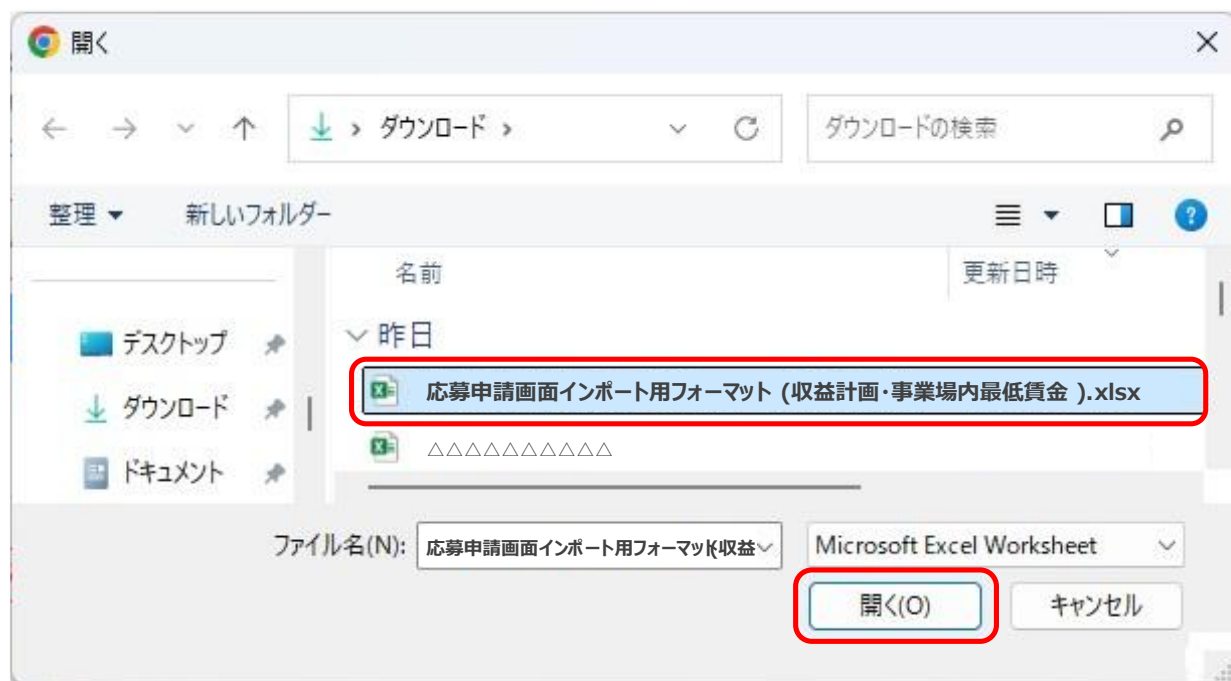 開く
ダウンロード
ダウンロードの検索
整理
新しいフォルダー
名前
更新日時
昨日
デスクトップ
応募申請画面インポート用フォーマット (収益計画・事業場内最低賃金 ).xlsx
ダウンロード
△△△△△△△△△△
ドキュメント
ファイル名(N):
応募申請画面インポート用フォーマット(収益
Microsoft Excel Worksheet
開く(O)
キャンセル